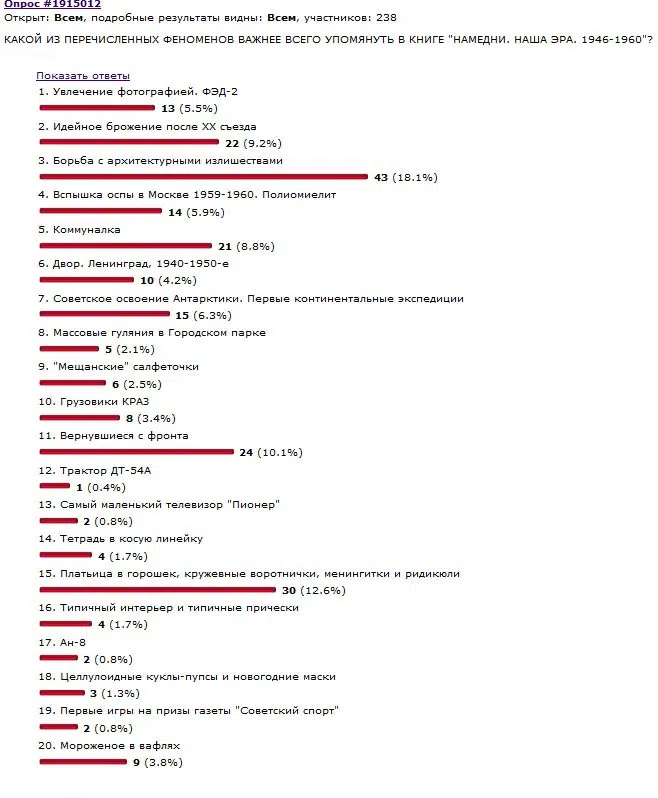 Опрос #1915012
Открыт: Всем, подробные результаты видны: Всем, участников: 238
КАКОЙ ИЗ ПЕРЕЧИСЛЕННЫХ ФЕНОМЕНОВ ВАЖНЕЕ ВСЕГО УПОМЯНУТЬ В КНИГЕ "НАМЕДНИ. НАША ЭРА. 1946-1960"?
Показать ответы
1. Увлечение фотографией. ФЭД-2
13 (5.5%)
2. Идейное брожение после XX съезда
22 (9.2%)
3. Борьба с архитектурными излишествами
43 (18.1%)
4. Вспышка оспы в Москве 1959-1960. Полиомиелит
14 (5.9%)
5. Коммуналка
21 (8.8%)
6. Двор. Ленинград, 1940-1950-е
10 (4.2%)
7. Советское освоение Антарктики. Первые континентальные экспедиции
15 (6.3%)
8. Массовые гуляния в Городском парке
5 (2.1%)
9. "Мещанские" салфеточки
6 (2.5%)
10. Грузовики КРАЗ
8 (3.4%)
11. Вернувшиеся с фронта
24 (10.1%)
12. Трактор ДТ-54А
1 (0.4%)
13. Самый маленький телевизор "Пионер"
2 (0.8%)
14. Тетрадь в косую линейку
4 (1.7%)
15. Платьица в горошек, кружевные воротнички, менингитки и ридикюли
30 (12.6%)
16. Типичный интерьер и типичные прически
4 (1.7%)
17. Ан-8
2 (0.8%)
18. Целлулоидные куклы-пупсы и новогодние маски
3 (1.3%)
19. Первые игры на призы газеты "Советский спорт"
2 (0.8%)
20. Мороженое в вафлях
9 (3.8%)